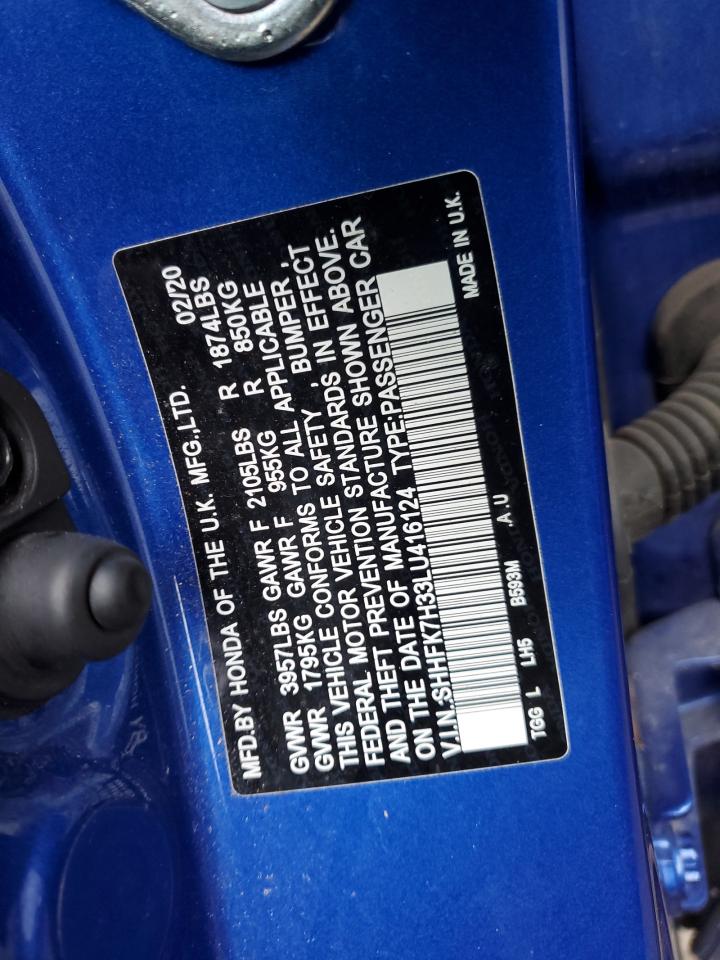 MFD.BY HONDA OF THE U.K. MFG.,LTD. 02/20
GVWR 3957LBS GAWR F 2105LBS R 1874LBS
GVWR 1795KG GAWR F 955KG R 850KG
THIS VEHICLE CONFORMS TO ALL APPLICABLE
FEDERAL MOTOR VEHICLE SAFETY , BUMPER ,
AND THEFT PREVENTION STANDARDS IN EFFECT
ON THE DATE OF MANUFACTURE SHOWN ABOVE.
V.I.N.:SHHFK7H33LU416124 TYPE:PASSENGER CAR
TGG L LH5 B593M .A.U MADE IN U.K.